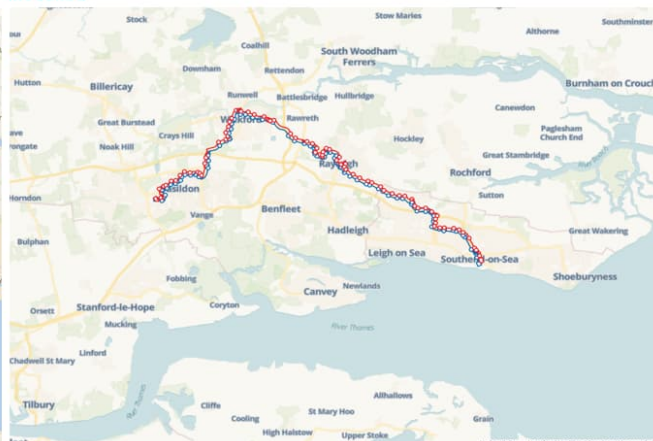 Stow Maries
Stock
Althorne
Southminster
Coalhill
South Woodham
Ferrers
Downham
Rettendon
Hutton
Billericay
Runwell
Battlesbridge
Hullbridge
Burnham on Crouch
Canewdon
Great Burstead
Wickford
Rawreth
Paglesham
Church End
Crays Hill
Noak Hill
Hockley
Great Stambridge
Rayleigh
Rochford
Basildon
Sutton
Horndon
Vange
Benfleet
Great Wakering
Bulphan
Hadleigh
Leigh on Sea
Southend-on-Sea
Shoeburyness
Fobbing
Canvey
Newlands
Stanford-le-Hope
Coryton
Orsett
Mucking
River Thames
Linford
Chadwell St Mary
River Thames
Tilbury
Cliffe
Allhallows
St Mary Hoo
Cooling
Grain
High Halstow
Upper Stoke